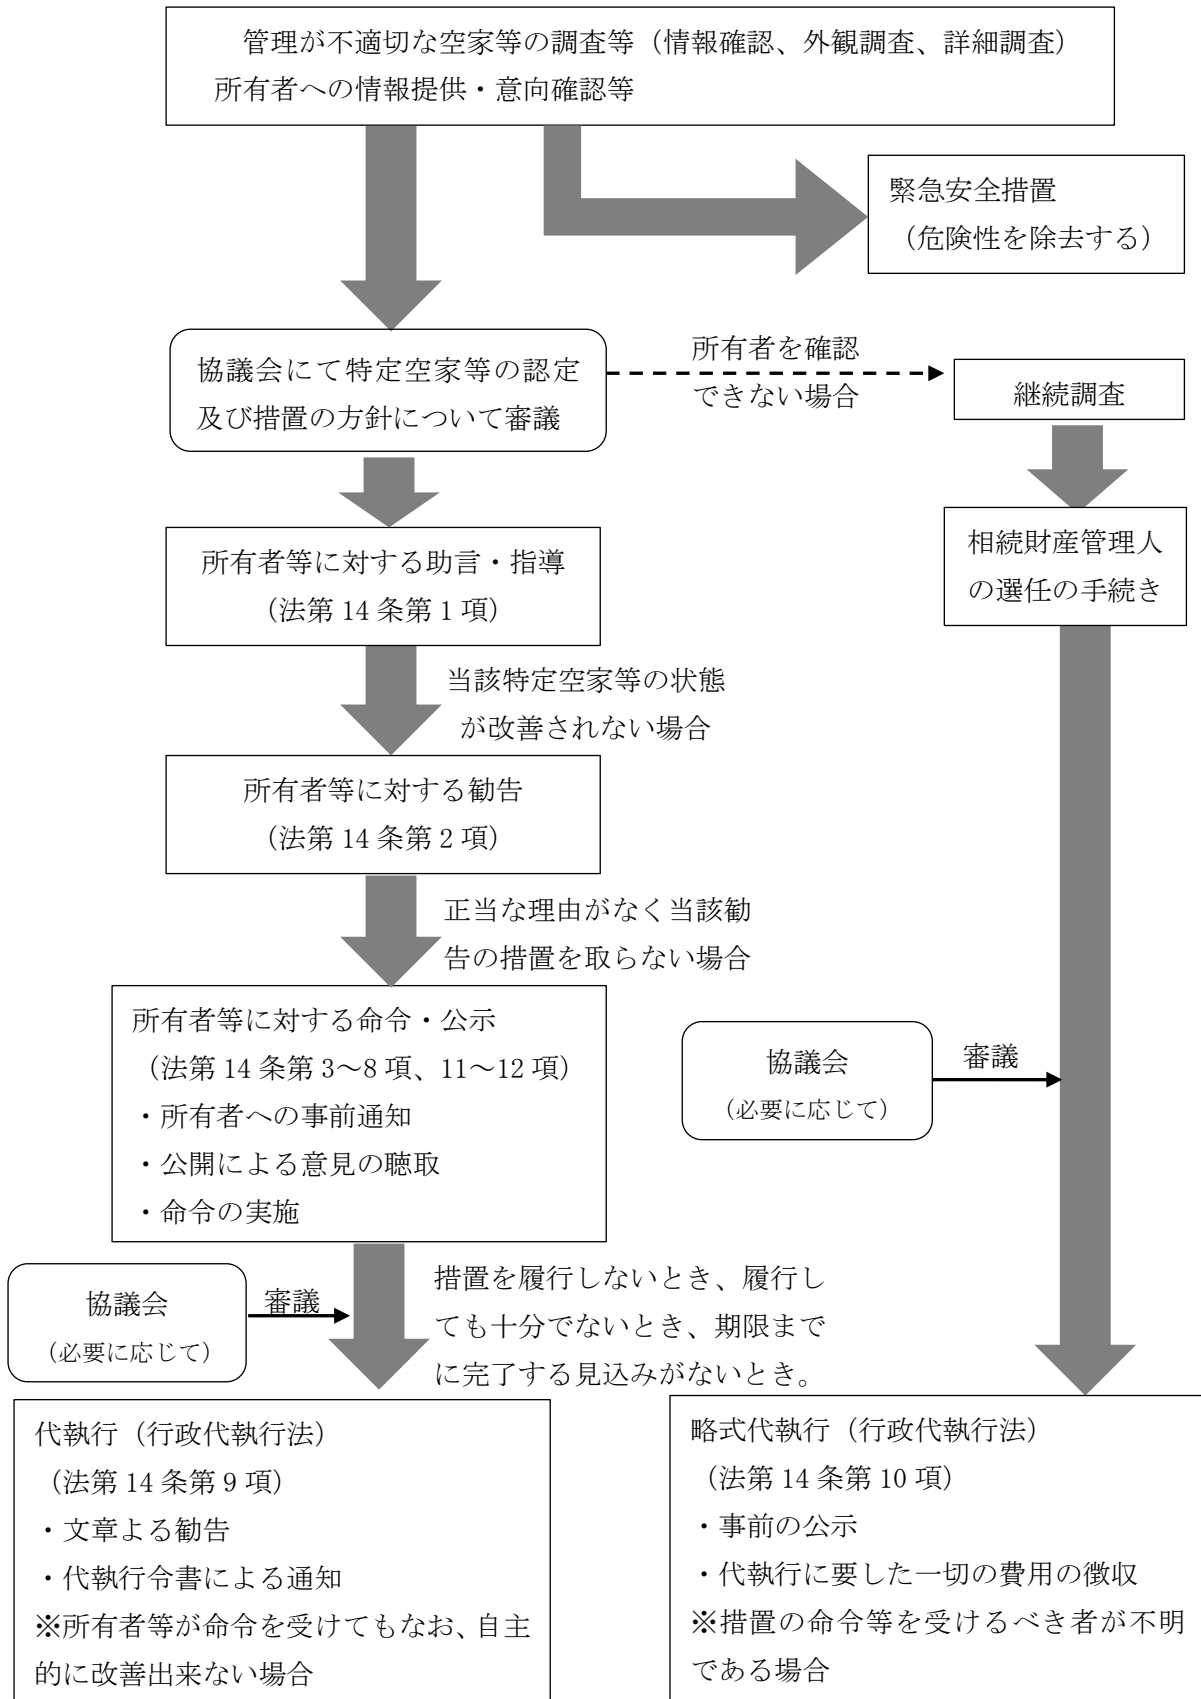 管理が不適切な空家等の調査等（情報確認、外観調査、詳細調査）
所有者への情報提供・意向確認等
緊急安全措置
（危険性を除去する）
協議会にて特定空家等の認定
及び措置の方針について審議
所有者を確認
できない場合
継続調査
所有者等に対する助言・指導
（法第 14 条第 1 項）
相続財産管理人
の選任の手続き
当該特定空家等の状態
が改善されない場合
所有者等に対する勧告
（法第 14 条第 2 項）
正当な理由がなく当該勧
告の措置を取らない場合
所有者等に対する命令・公示
（法第 14 条第 3～8 項、11～12 項）
・所有者への事前通知
・公開による意見の聴取
・命令の実施
協議会
（必要に応じて）
審議
協議会
（必要に応じて）
審議
措置を履行しないとき、履行し
ても十分でないとき、期限まで
に完了する見込みがないとき。
代執行（行政代執行法）
（法第 14 条第 9 項）
・文章よる勧告
・代執行令書による通知
※所有者等が命令を受けてもなお、自主
的に改善出来ない場合
略式代執行（行政代執行法）
（法第 14 条第 10 項）
・事前の公示
・代執行に要した一切の費用の徴収
※措置の命令等を受けるべき者が不明
である場合